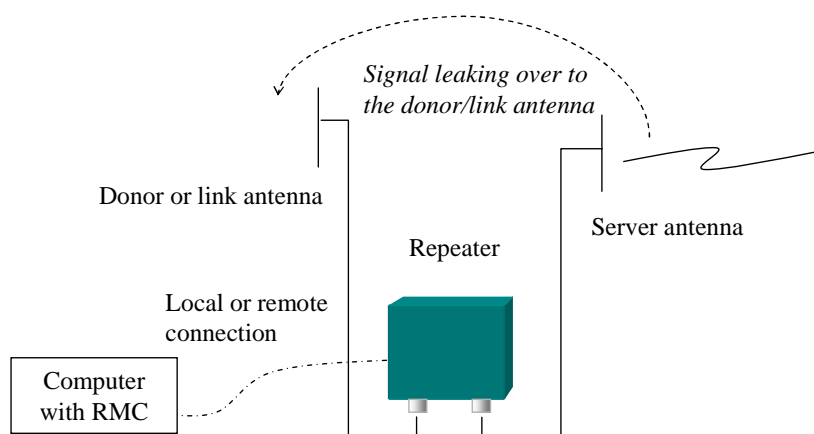 Signal leaking over to
the donor/link antenna
Donor or link antenna
Server antenna
Repeater
Local or remote
connection
Computer
with RMC